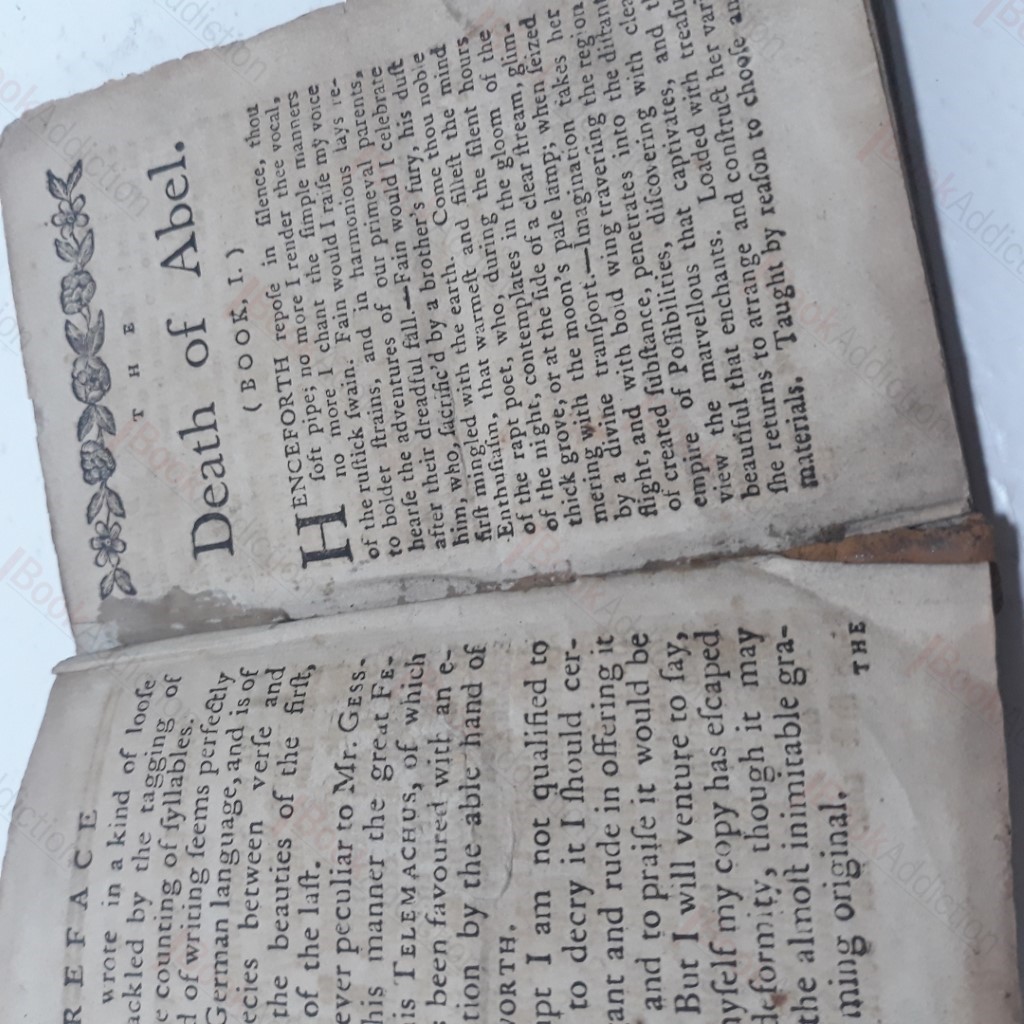 REFACE
wrote in a kind of looſe
ackled by the tagging of
e counting of ſyllables.
d of writing ſeems perfectly
German language, and is of
ecies between verſe and
the beauties of the firſt,
of the laſt.
ever peculiar to Mr. GESS-
his manner the great FE-
is TELEMACHUS, of which
been favoured with an e-
tion by the able hand of
WORTH.
pt I am not qualified to
to decry it I ſhould cer-
rant and rude in offering it
and to praiſe it would be
But I will venture to ſay,
myſelf my copy has eſcaped
deformity, though it may
the almoſt inimitable gra-
ming original.
THE
THE
Death of Abel.
(BOOK, I.)
HENCEFORTH repoſe in ſilence, thou
ſoft pipe; no more I render thee vocal,
no more I chant the ſimple manners
of the ruſtick ſwain. Fain would I raiſe my voice
to bolder ſtrains, and in harmonious lays re-
hearſe the adventures of our primeval parents,
after their dreadful fall.—Fain would I celebrate
him, who, ſacrific'd by a brother's fury, his duſt
firſt mingled with the earth. Come thou noble
Enthuſiaſm, that warmeſt and filleſt the mind
of the rapt poet, who, during the ſilent hours
of the night, contemplates in the gloom of the
thick grove, or at the ſide of a clear ſtream, glim-
mering with the moon's pale lamp; when ſeized
by a divine tranſport.—Imagination takes her
flight, and with bold wing traverſing the region
of created ſubſtance, penetrates into the diſtant
empire of Poſſibilities, diſcovering with clea
view the marvellous that captivates, and t
beautiful that enchants. Loaded with treaſu
ſhe returns to arrange and conſtruct her vari
materials. Taught by reaſon to chooſe an